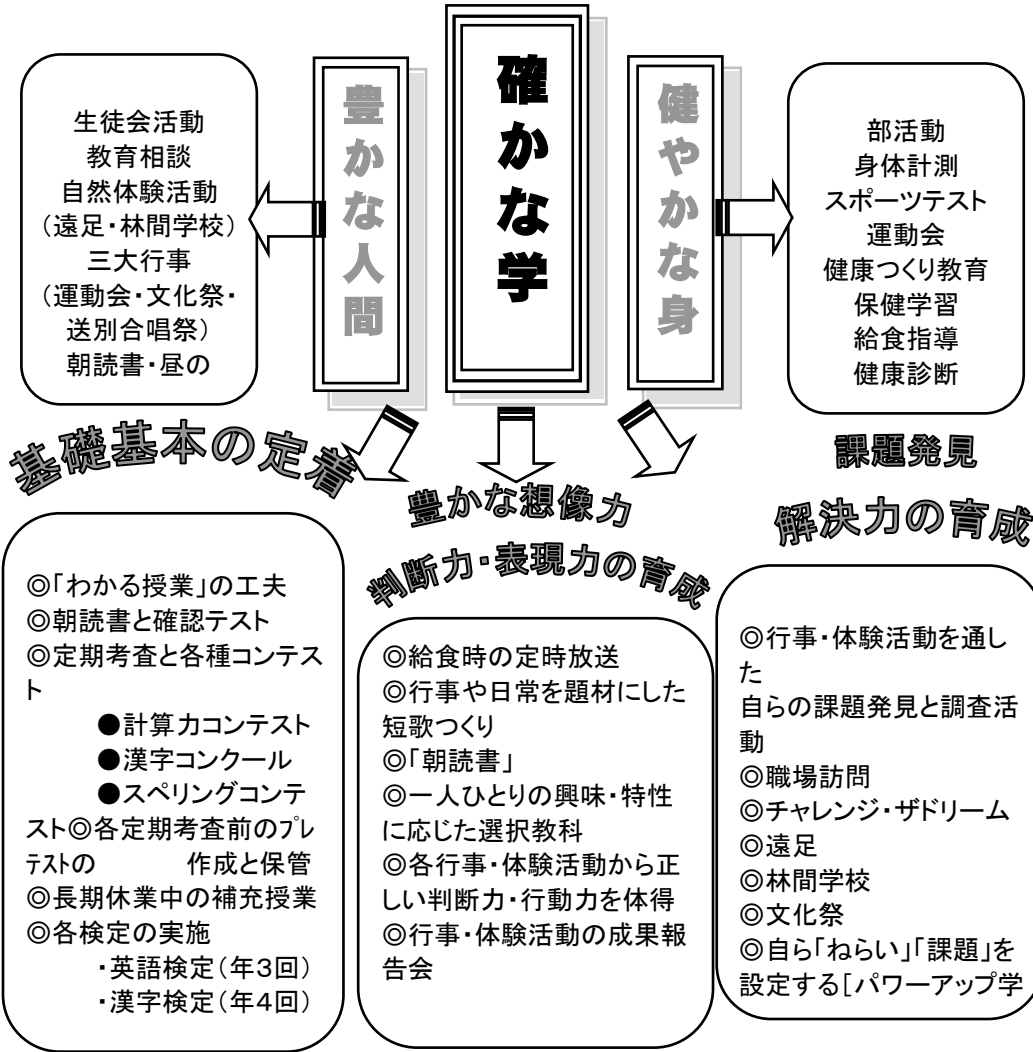 豊かな人間
確かな学
健やかな身
生徒会活動
教育相談
自然体験活動
(遠足・林間学校)
三大行事
(運動会・文化祭・
送別合唱祭)
朝読書・昼の
部活動
身体計測
スポーツテスト
運動会
健康つくり教育
保健学習
給食指導
健康診断
基礎基本の定着
◎「わかる授業」の工夫
◎朝読書と確認テスト
◎定期考査と各種コンテス
ト
●計算力コンテスト
●漢字コンクール
●スペリングコンテ
スト◎各定期考査前のプレ
テストの 作成と保管
◎長期休業中の補充授業
◎各検定の実施
・英語検定(年3回)
・漢字検定(年4回)
豊かな想像力
判断力・表現力の育成
◎給食時の定時放送
◎行事や日常を題材にした
短歌つくり
◎「朝読書」
◎一人ひとりの興味・特性
に応じた選択教科
◎各行事・体験活動から正
しい判断力・行動力を体得
◎行事・体験活動の成果報
告会
課題発見
解決力の育成
◎行事・体験活動を通し
た
自らの課題発見と調査活
動
◎職場訪問
◎チャレンジ・ザドリーム
◎遠足
◎林間学校
◎文化祭
◎自ら「ねらい」「課題」を
設定する[パワーアップ学